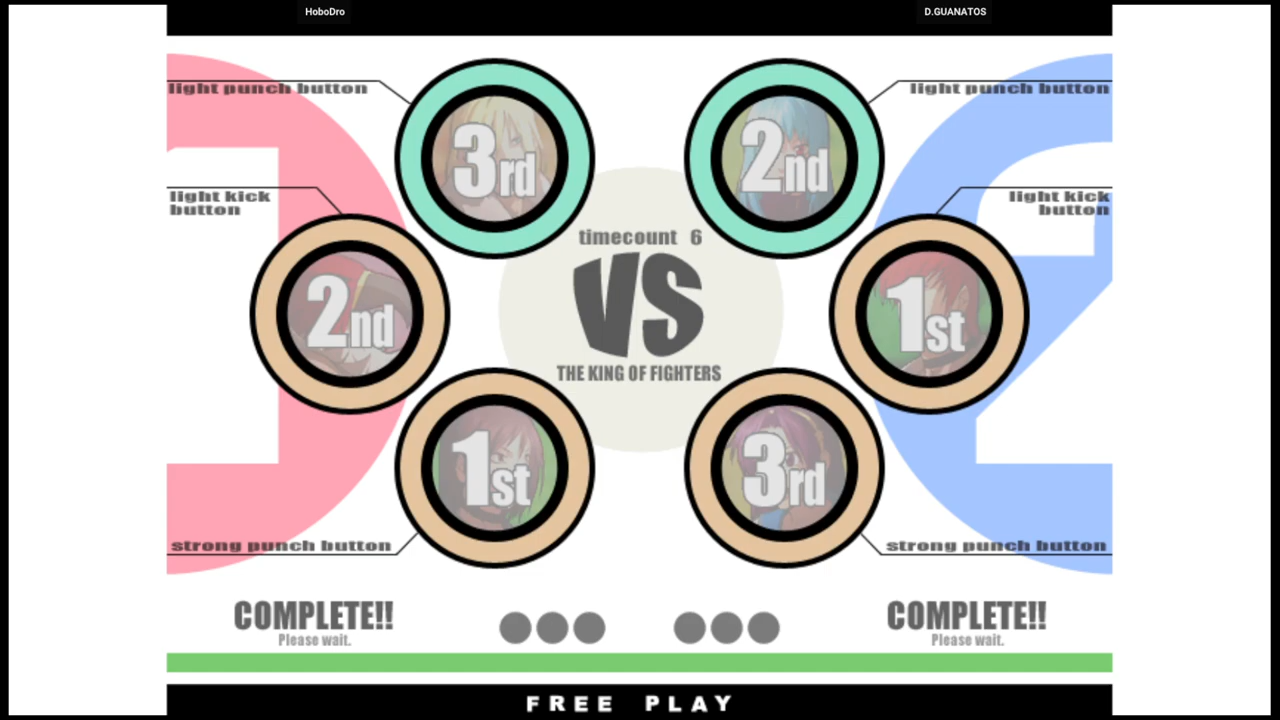 HoboDro
D.GUANATOS
light punch button
3rd
2nd
light punch button
light kick
button
light kick
button
timecount 6
2nd
VS
1st
THE KING OF FIGHTERS
1st
3rd
strong punch button
strong punch button
COMPLETE!!
Please wait.
COMPLETE!!
Please wait.
FREE PLAY